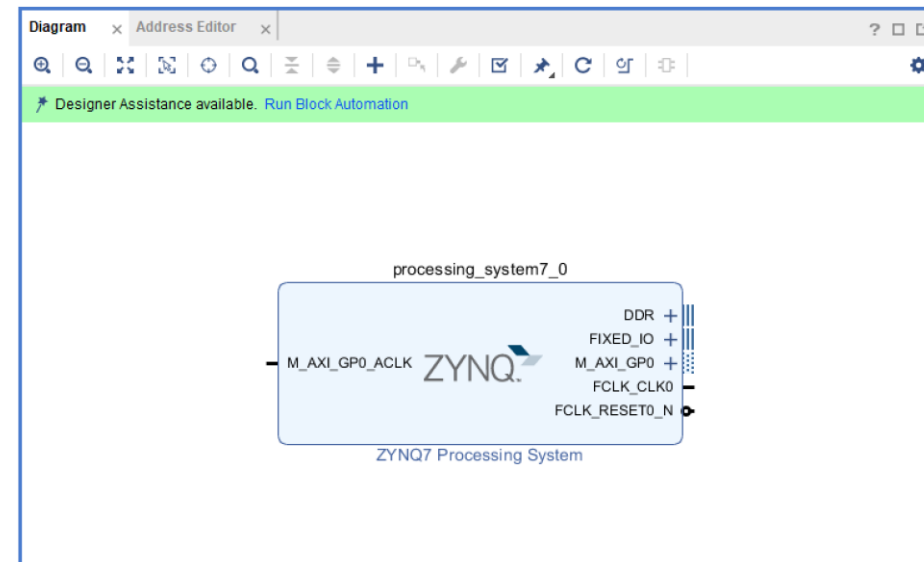 Diagram × Address Editor ×
? 
Designer Assistance available. Run Block Automation
processing_system7_0
DDR
FIXED_IO
M_AXI_GP0_ACLK ZYNQ. M_AXI_GP0
FCLK_CLK0
FCLK_RESET0_N
ZYNQ7 Processing System